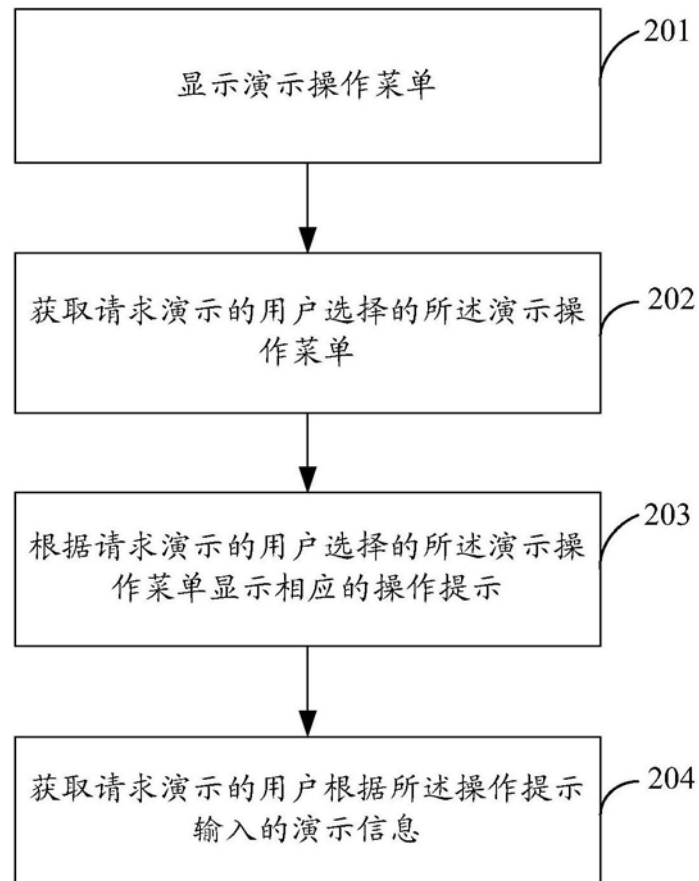 显示演示操作菜单
201
获取请求演示的用户选择的所述演示操
作菜单
202
根据请求演示的用户选择的所述演示操
作菜单显示相应的操作提示
203
获取请求演示的用户根据所述操作提示
输入的演示信息
204